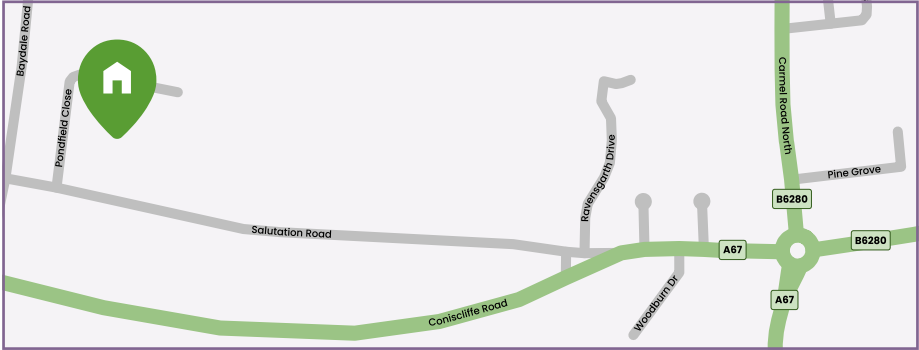 Baydale Road
Pondfield Close
Salutation Road
Coniscliffe Road
Ravensgarth Drive
Woodburn Dr
A67
Carmel Road North
Pine Grove
B6280
B6280
A67